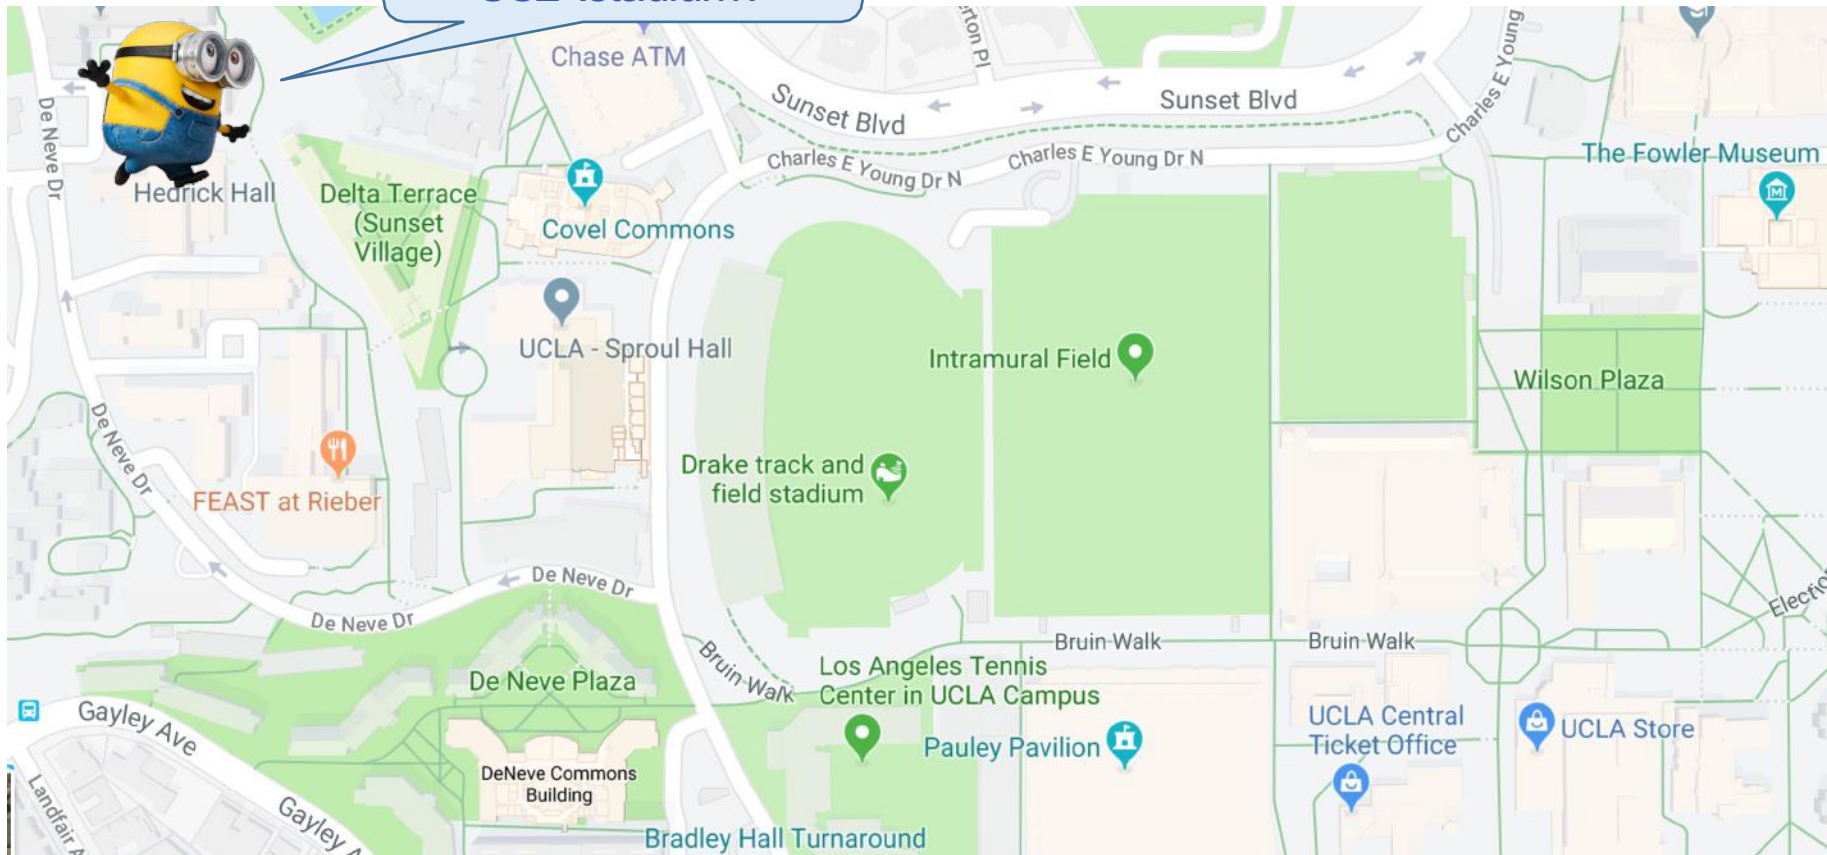 Chase ATM
Sunset Blvd
Sunset Blvd
Charles E Young
Charles E Young Dr N
Charles E Young Dr N
The Fowler Museum
De Neve Dr
Hedrick Hall
Delta Terrace
(Sunset
Village)
Covel Commons
UCLA - Sproul Hall
Intramural Field
Wilson Plaza
De Neve Dr
FEAST at Rieber
Drake track and
field stadium
De Neve Dr
De Neve Dr
Bruin Walk
Bruin Walk
Bruin Walk
De Neve Plaza
Los Angeles Tennis
Center in UCLA Campus
Gayley Ave
Pauley Pavilion
UCLA Central
Ticket Office
UCLA Store
DeNeve Commons
Building
Landfair
Gayley
Bradley Hall Turnaround